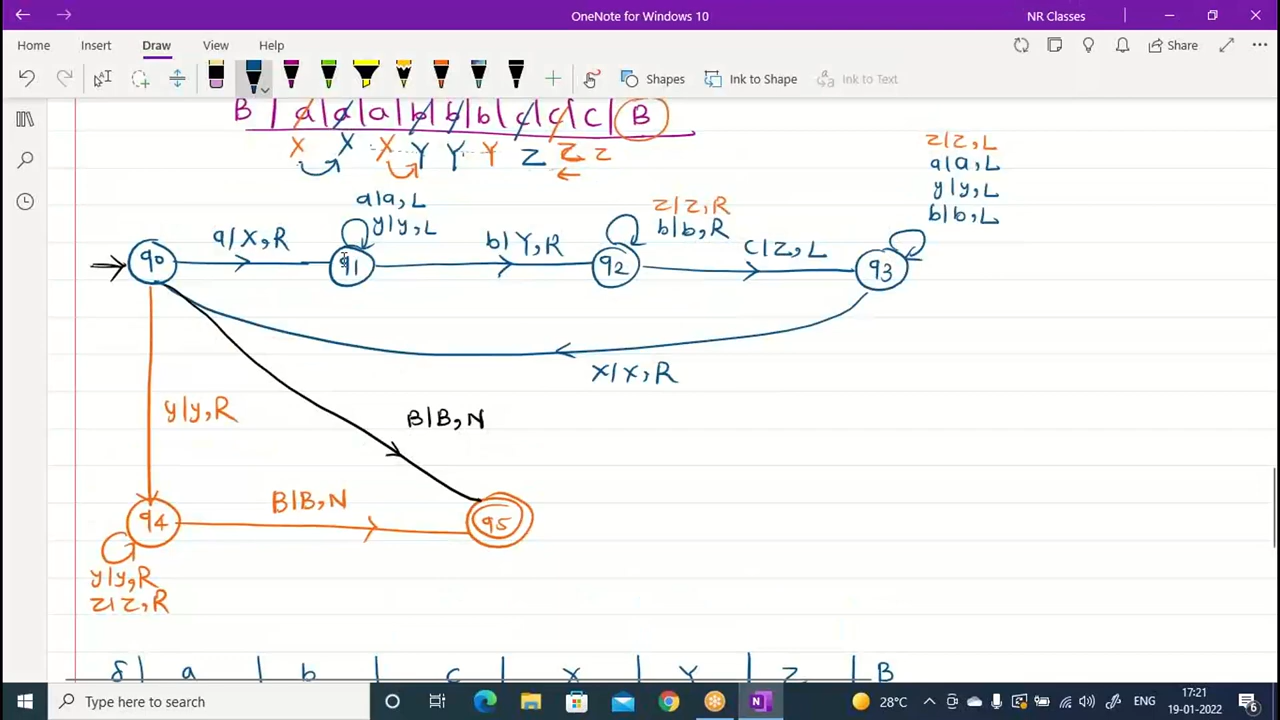 OneNote for Windows 10
NR Classes
Home Insert Draw View Help
Share
Shapes
Ink to Shape
Ink to Text
B | a | a | a | b | b | b | c | c | c | B
X X X Y Y Y Z Z Z
z|z, L
a|a, L
y|y, L
b|b, L
a|a, L
y|y, L
z|z, R
b|b, R
a|X, R
b|Y, R
c|Z, L
q0
q1
q2
q3
x|x, R
y|y, R
B|B, N
B|B, N
q4
q5
y|y, R
z|z, R
δ | a | b | c | X | Y | Z | B
Type here to search
28°C
ENG
17:21
19-01-2022
6